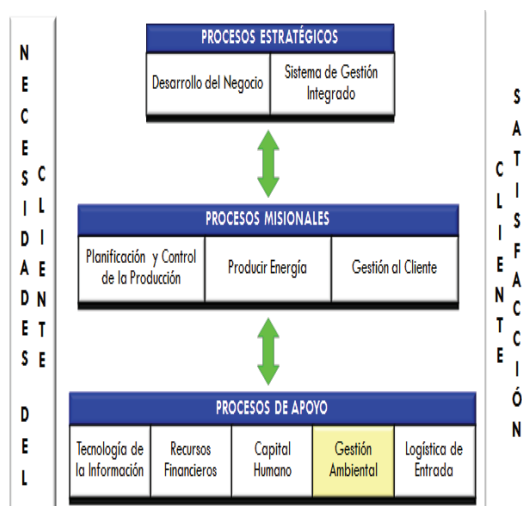 NECESIDADES DEL
CLIENTE
PROCESOS ESTRATÉGICOS
Desarrollo del Negocio
Sistema de Gestión
Integrado
PROCESOS MISIONALES
Planificación y Control
de la Producción
Producir Energía
Gestión al Cliente
PROCESOS DE APOYO
Tecnología de
la Información
Recursos
Financieros
Capital
Humano
Gestión
Ambiental
Logística de
Entrada
CLIENTE
SATISFACCIÓN